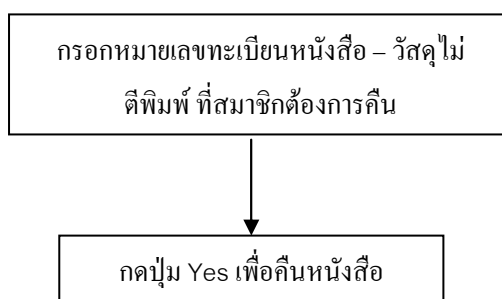 กรอกหมายเลขทะเบียนหนังสือ – วัสดุไม่
ตีพิมพ์ ที่สมาชิกต้องการคืน
กดปุ่ม Yes เพื่อคืนหนังสือ